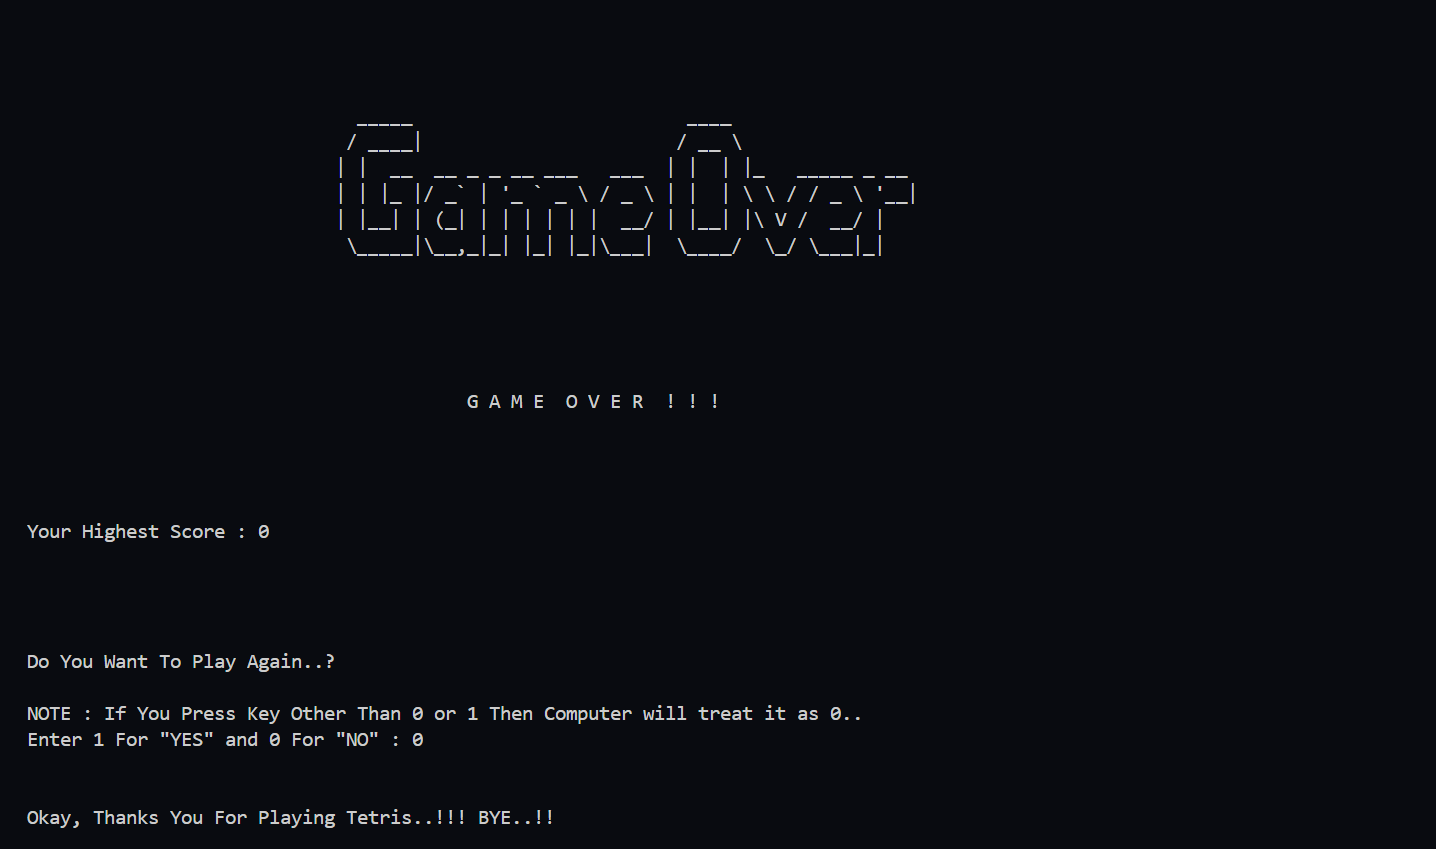 Game Over
G A M E  O V E R  ! ! !
Your Highest Score : 0
Do You Want To Play Again..?
NOTE : If You Press Key Other Than 0 or 1 Then Computer will treat it as 0..
Enter 1 For "YES" and 0 For "NO" : 0
Okay, Thanks You For Playing Tetris..!!! BYE..!!